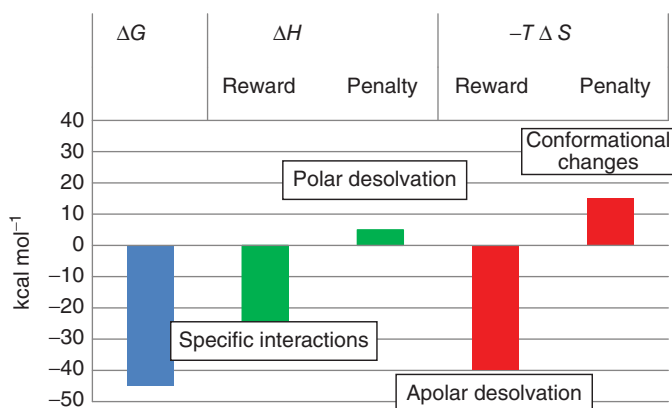 ΔG ΔH –T Δ S
Reward Penalty Reward Penalty
40
30
20
10
0
–10
–20
–30
–40
–50
kcal mol⁻¹
Conformational
changes
Polar desolvation
Specific interactions
Apolar desolvation